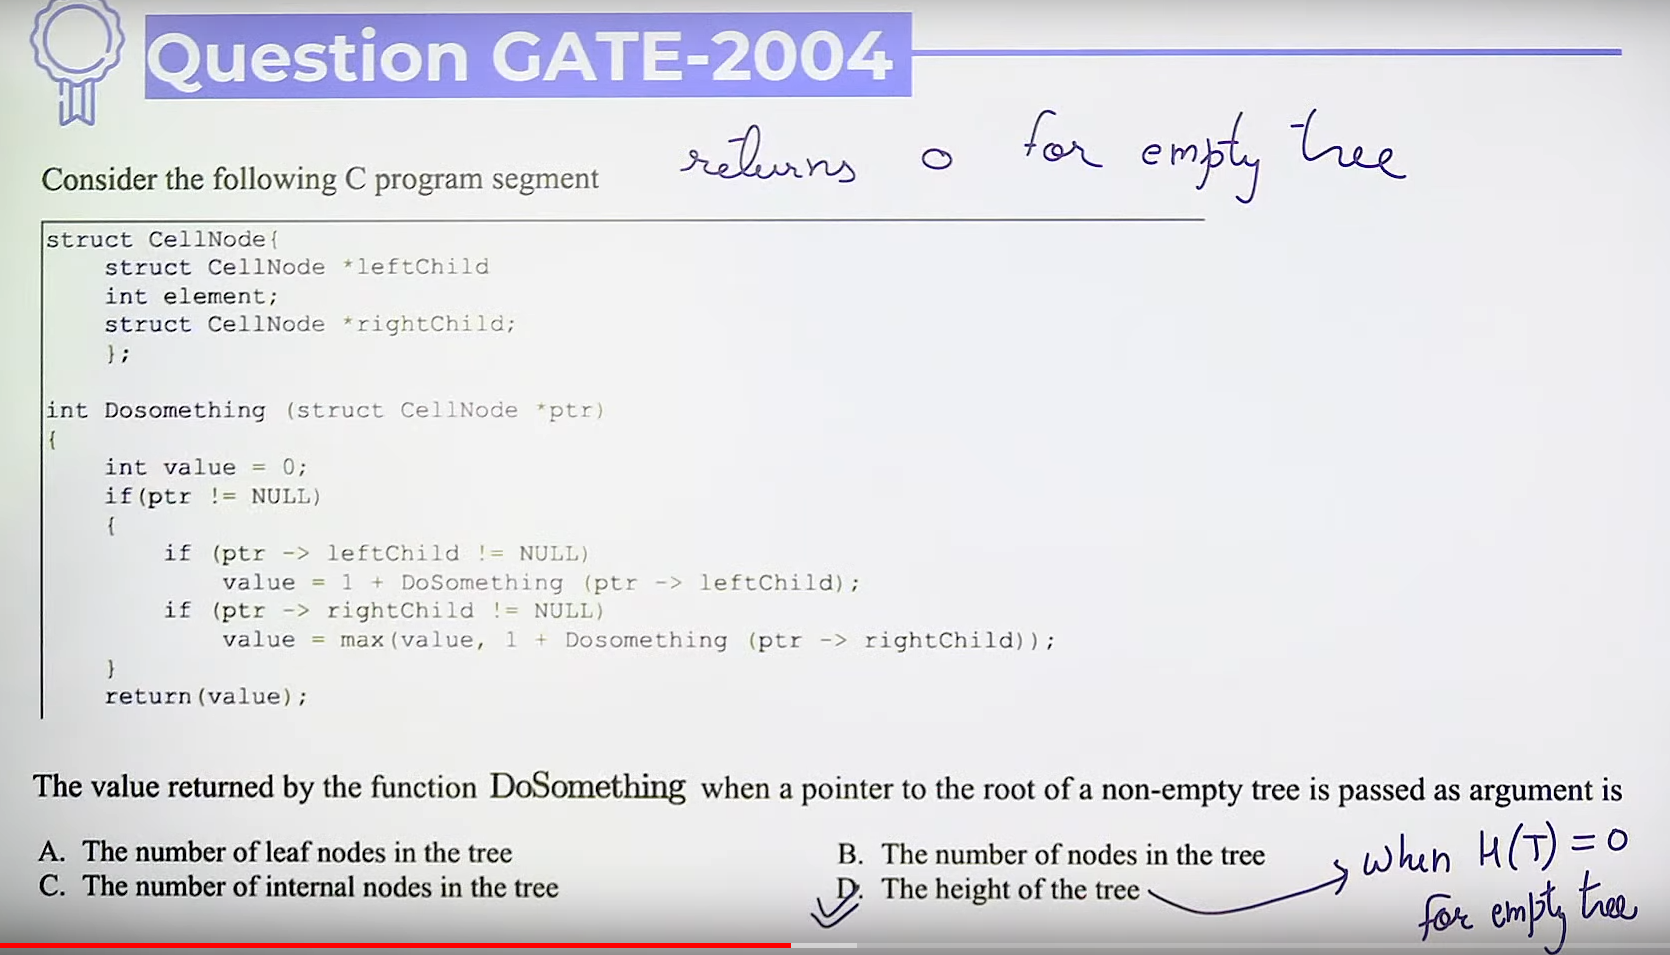 Question GATE-2004
returns 0 for empty tree
Consider the following C program segment
struct CellNode{
struct CellNode *leftChild
int element;
struct CellNode *rightChild;
};
int Dosomething (struct CellNode *ptr)
{
int value = 0;
if(ptr != NULL)
{
if (ptr -> leftChild != NULL)
value = 1 + DoSomething (ptr -> leftChild);
if (ptr -> rightChild != NULL)
value = max(value, 1 + Dosomething (ptr -> rightChild));
}
return(value);
The value returned by the function DoSomething when a pointer to the root of a non-empty tree is passed as argument is
A. The number of leaf nodes in the tree
B. The number of nodes in the tree
C. The number of internal nodes in the tree
D. The height of the tree
when H(T) = 0
for empty tree